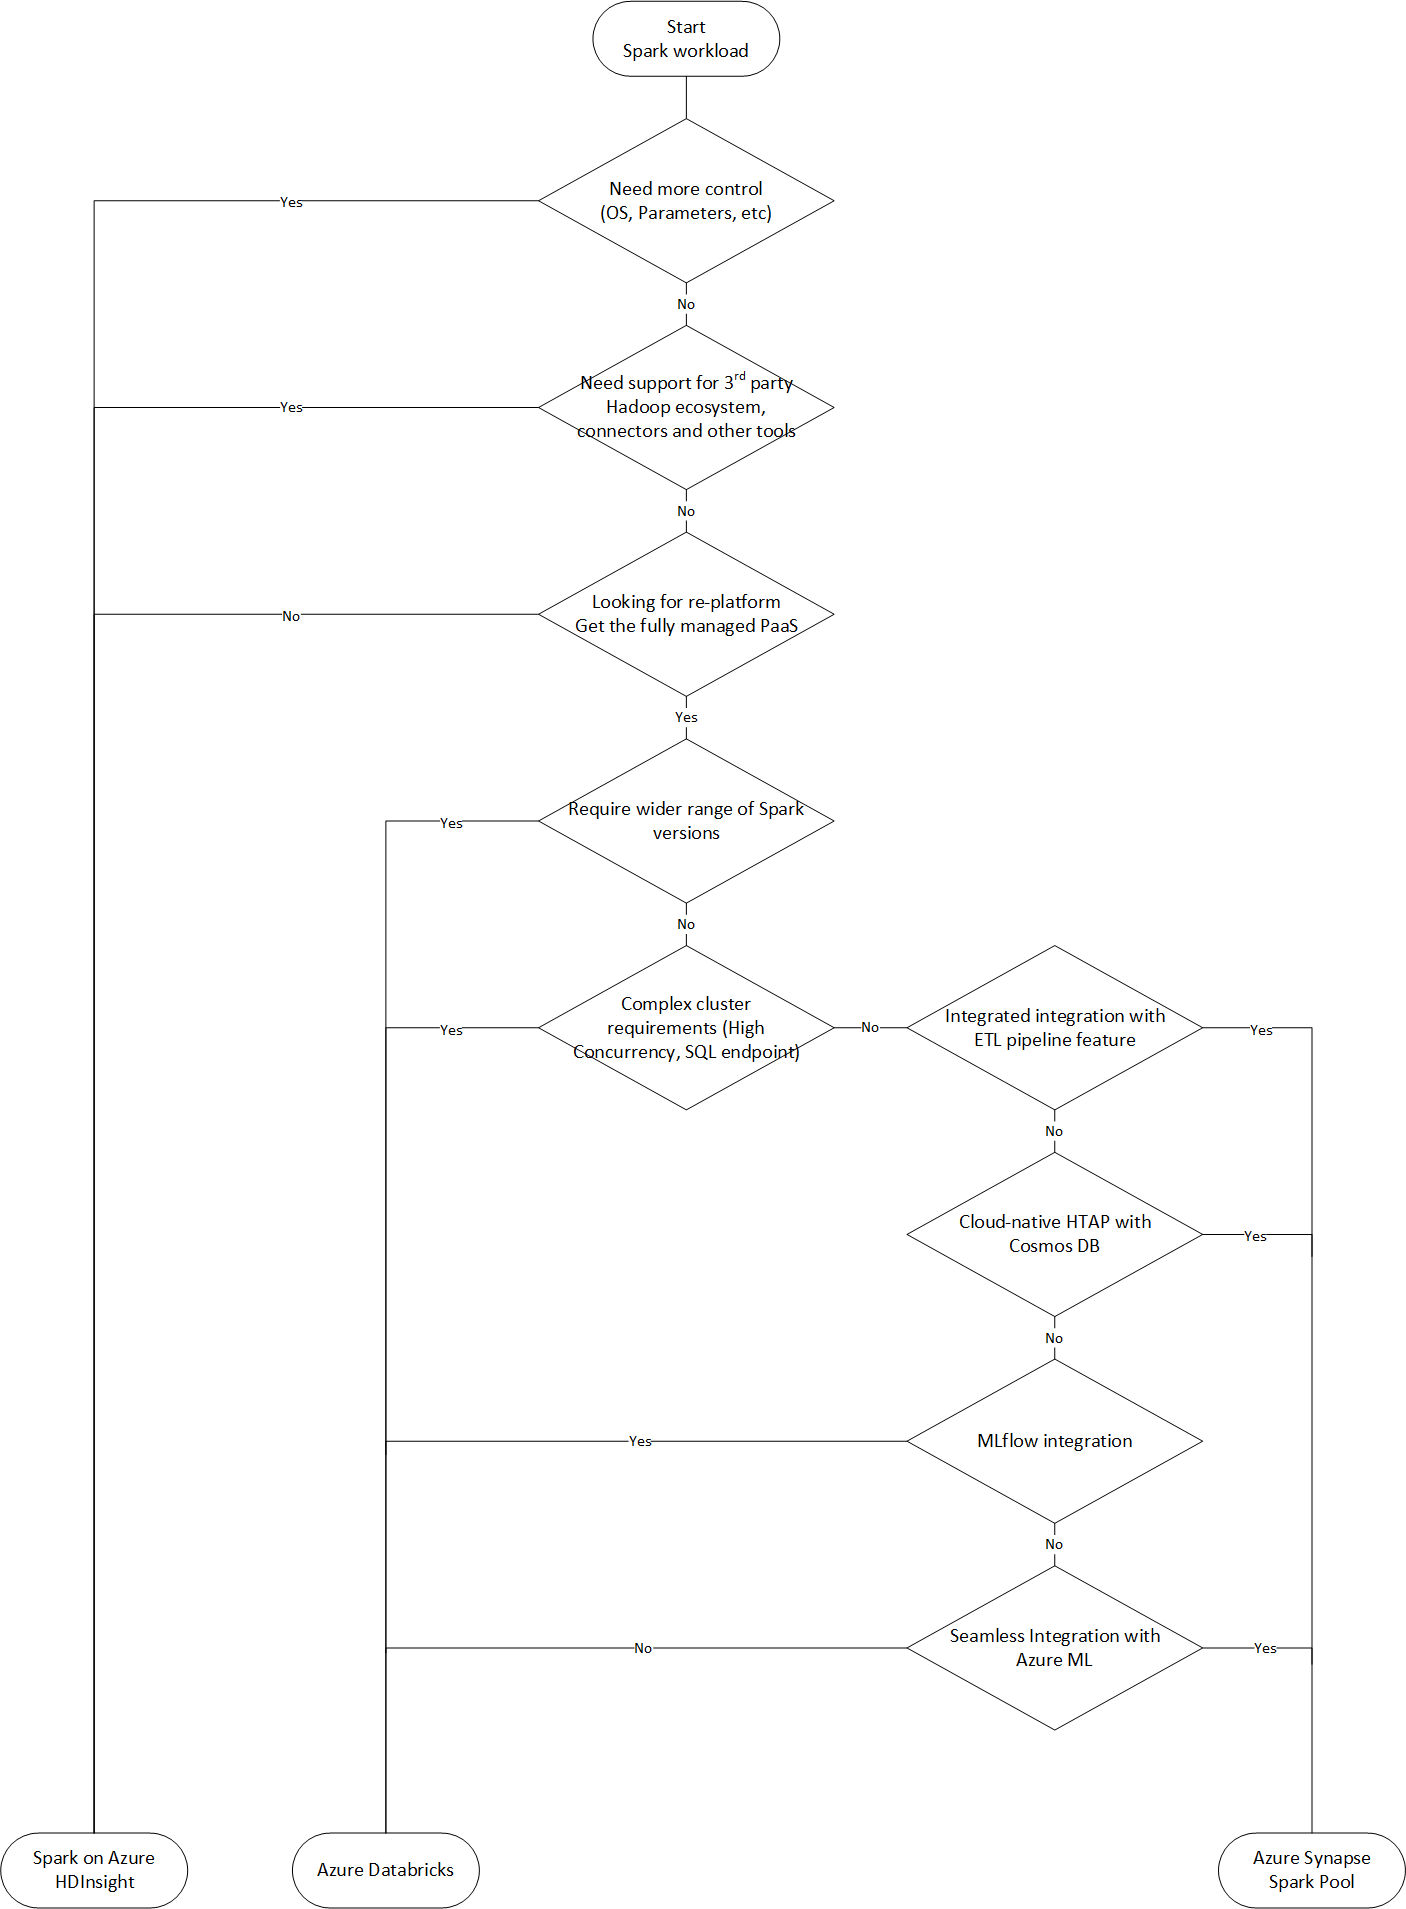 Start
Spark workload
Need more control
(OS, Parameters, etc)
Yes
No
Need support for 3rd party
Hadoop ecosystem,
connectors and other tools
Yes
No
Looking for re-platform
Get the fully managed PaaS
No
Yes
Require wider range of Spark
versions
Yes
No
Complex cluster
requirements (High
Concurrency, SQL endpoint)
Yes
No
Integrated integration with
ETL pipeline feature
Yes
No
Cloud-native HTAP with
Cosmos DB
Yes
No
MLflow integration
Yes
No
Seamless Integration with
Azure ML
No
Yes
Spark on Azure
HDInsight
Azure Databricks
Azure Synapse
Spark Pool